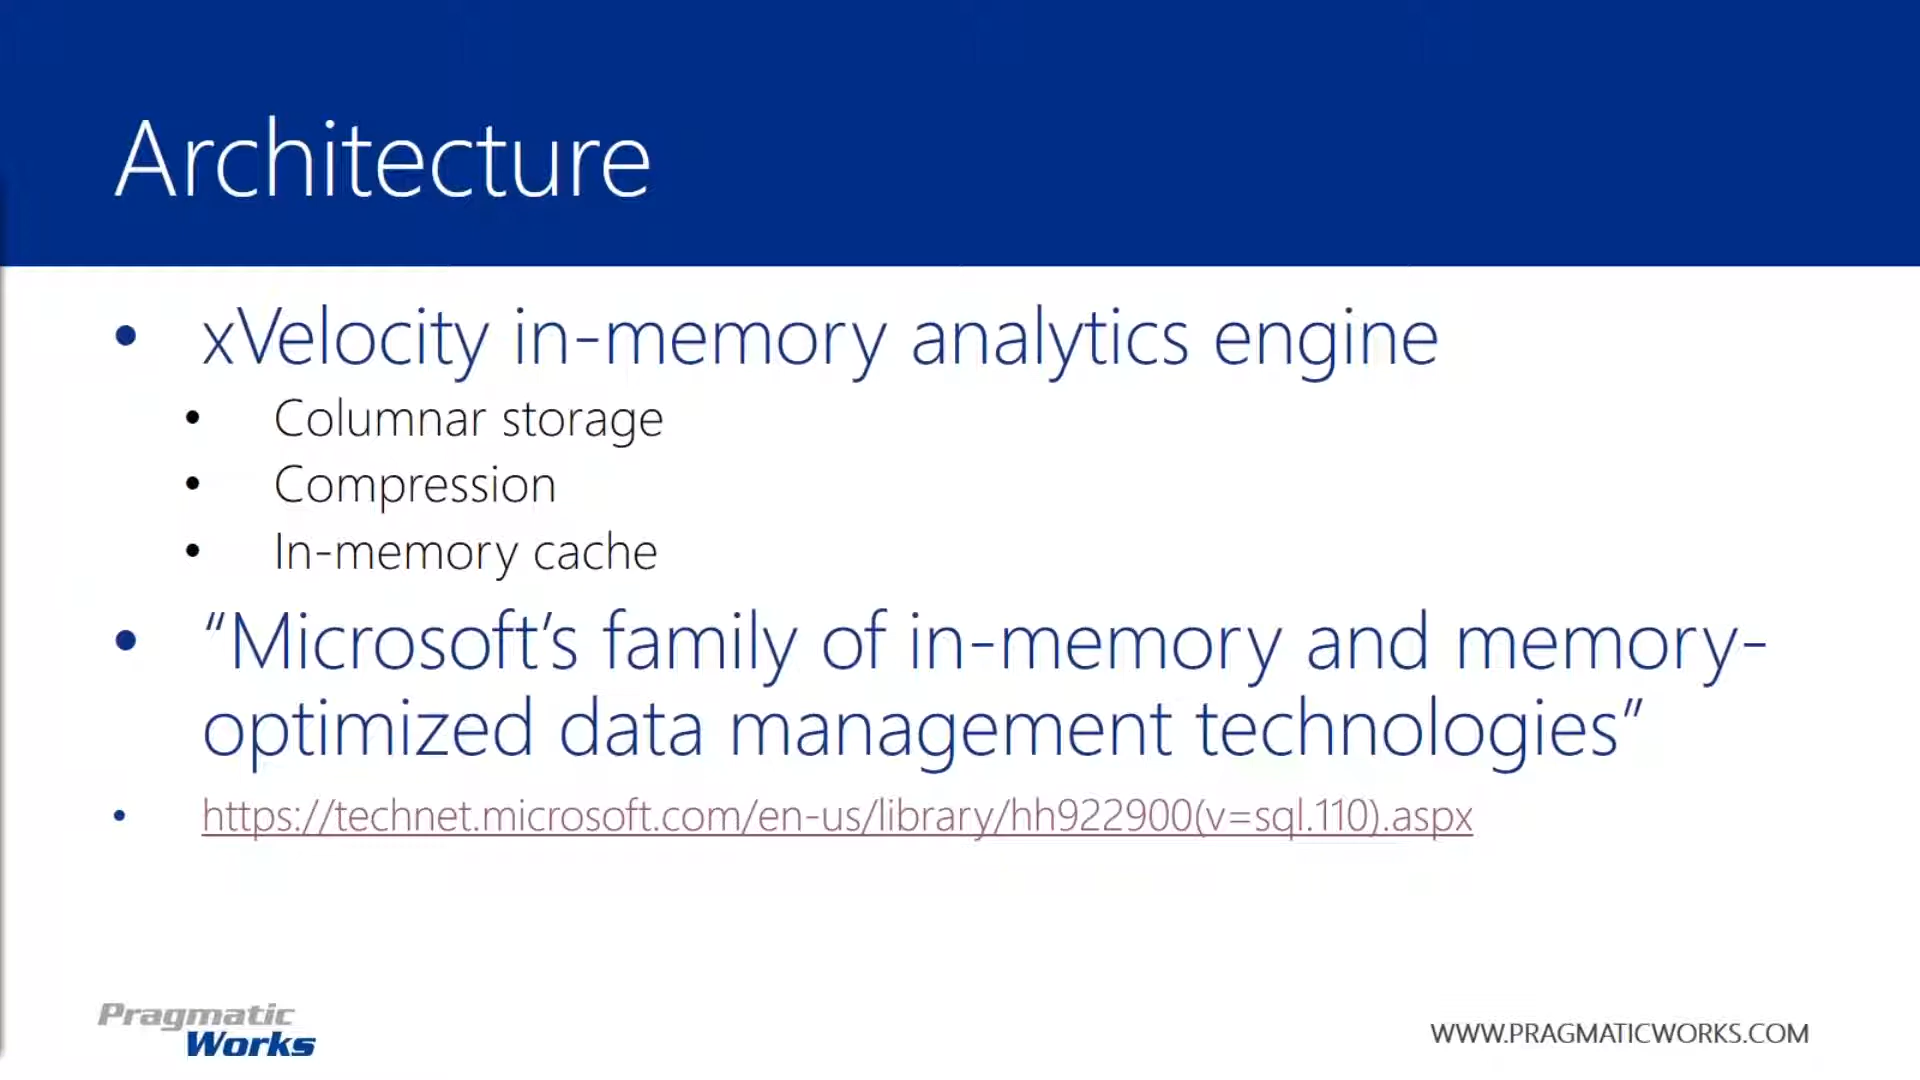 Architecture
• xVelocity in-memory analytics engine
• Columnar storage
• Compression
• In-memory cache
• “Microsoft’s family of in-memory and memory-
optimized data management technologies”
• https://technet.microsoft.com/en-us/library/hh922900(v=sql.110).aspx
Pragmatic
Works
WWW.PRAGMATICWORKS.COM